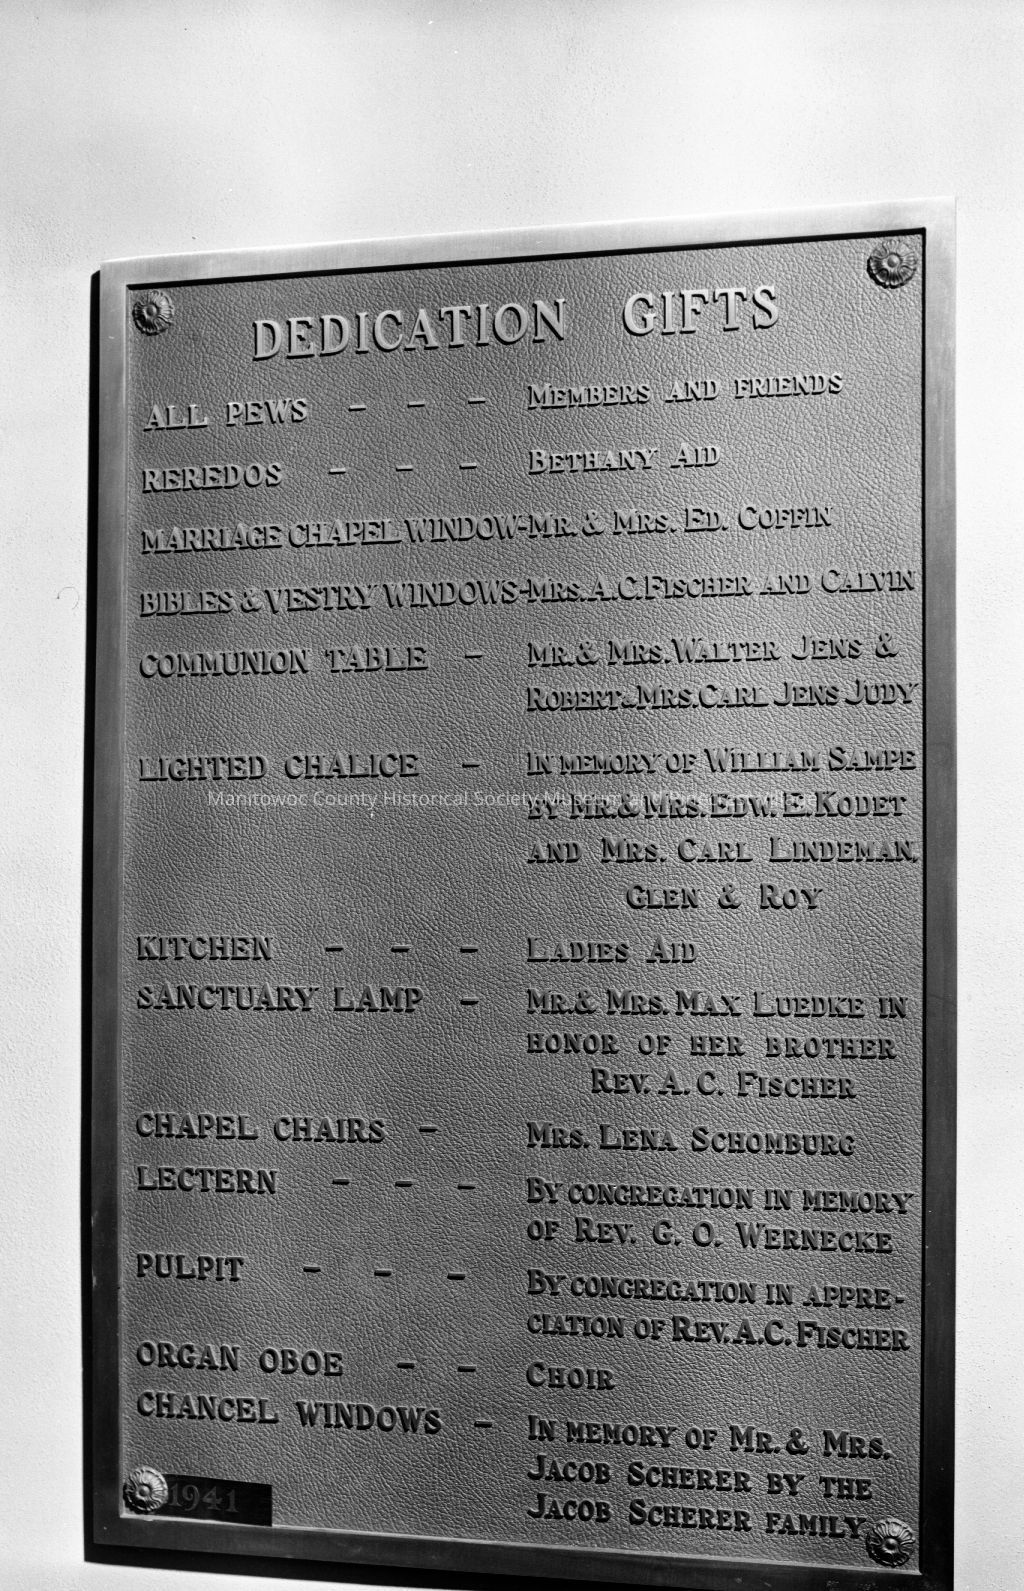 DEDICATION GIFTS
ALL PEWS - - - MEMBERS AND FRIENDS
REREDOS - - - BETHANY AID
MARRIAGE CHAPEL WINDOW-MR. & MRS. ED. COFFIN
BIBLES & VESTRY WINDOWS-MRS. A. C. FISCHER AND CALVIN
COMMUNION TABLE - MR. & MRS. WALTER JENS &
ROBERT & MRS. CARL JENS JUDY
LIGHTED CHALICE - IN MEMORY OF WILLIAM SAMPE
Manitowoc County Historical Society
BY MR. & MRS. EDW. E. KODET
AND MRS. CARL LINDEMAN,
GLEN & ROY
KITCHEN - - - LADIES AID
SANCTUARY LAMP - MR. & MRS. MAX LUEDKE IN
HONOR OF HER BROTHER
REV. A. C. FISCHER
CHAPEL CHAIRS - MRS. LENA SCHOMBURG
LECTERN - - - BY CONGREGATION IN MEMORY
OF REV. G. O. WERNECKE
PULPIT - - - BY CONGREGATION IN APPRE-
CIATION OF REV. A. C. FISCHER
ORGAN OBOE - - CHOIR
CHANCEL WINDOWS - IN MEMORY OF MR. & MRS.
JACOB SCHERER BY THE
JACOB SCHERER FAMILY
1941